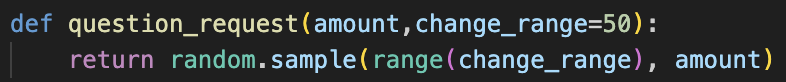 def question_request(amount,change_range=50):
    return random.sample(range(change_range), amount)